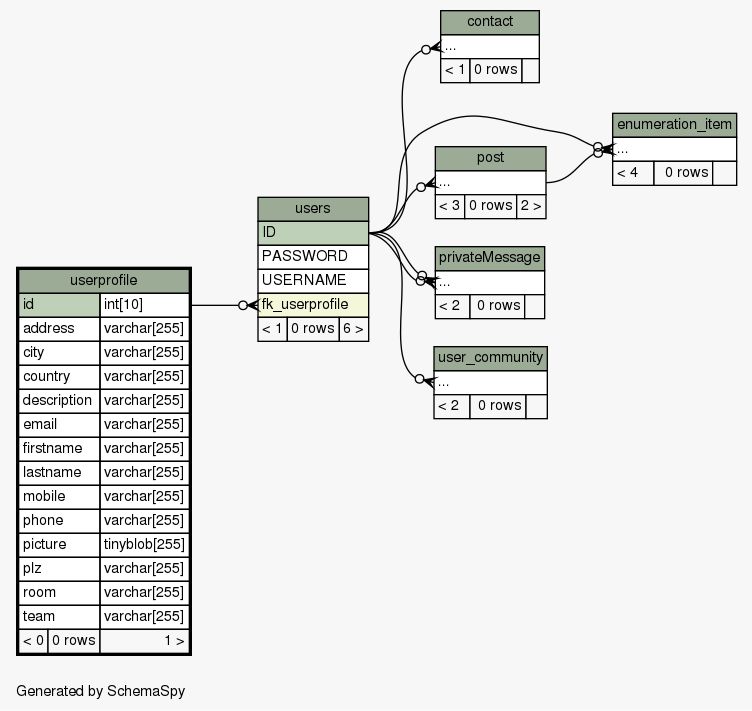 contact
...
< 1 0 rows
enumeration_item
...
< 4 0 rows
post
...
< 3 0 rows 2 >
users
ID
PASSWORD
USERNAME
fk_userprofile
< 1 0 rows 6 >
privateMessage
...
< 2 0 rows
user_community
...
< 2 0 rows
userprofile
id int[10]
address varchar[255]
city varchar[255]
country varchar[255]
description varchar[255]
email varchar[255]
firstname varchar[255]
lastname varchar[255]
mobile varchar[255]
phone varchar[255]
picture tinyblob[255]
plz varchar[255]
room varchar[255]
team varchar[255]
< 0 0 rows 1 >
Generated by SchemaSpy